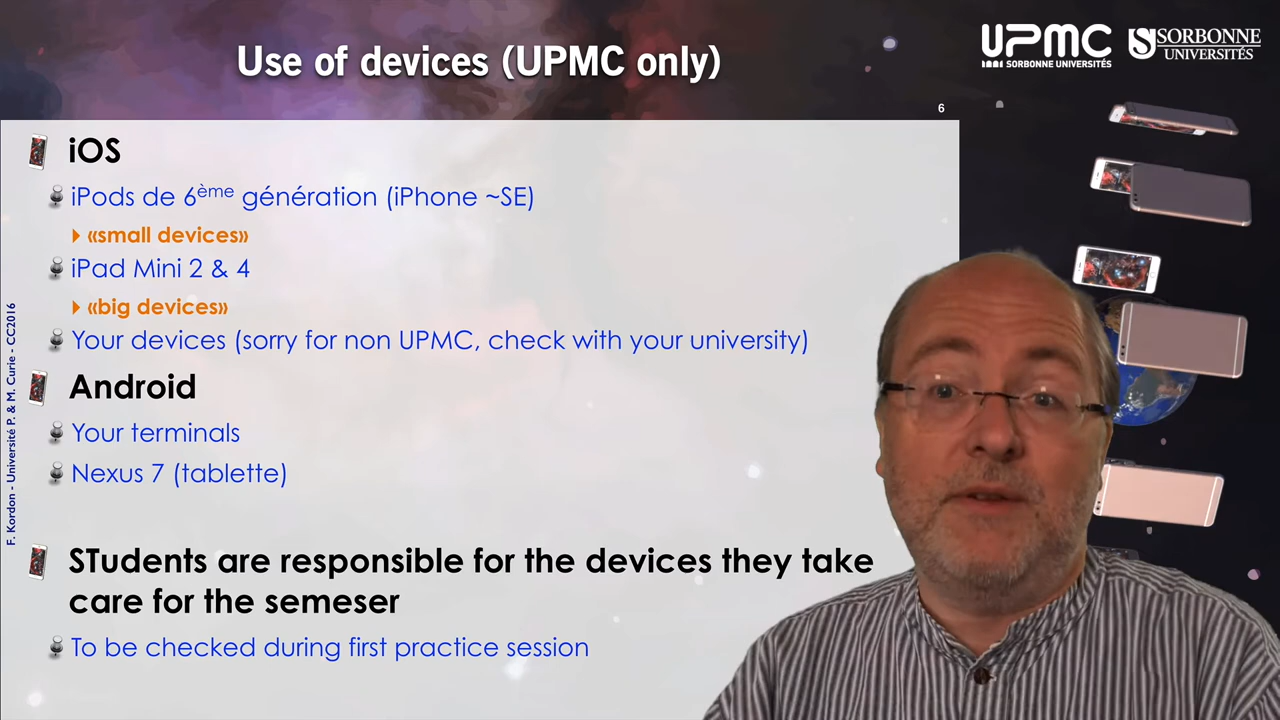 Use of devices (UPMC only)
UPMC
SORBONNE UNIVERSITÉS
S SORBONNE
UNIVERSITÉS
6
iOS
iPods de 6ème génération (iPhone ~SE)
«small devices»
iPad Mini 2 & 4
«big devices»
Your devices (sorry for non UPMC, check with your university)
Android
Your terminals
Nexus 7 (tablette)
STudents are responsible for the devices they take
care for the semeser
To be checked during first practice session
F. Kordon - Université P. & M. Curie - CC2016